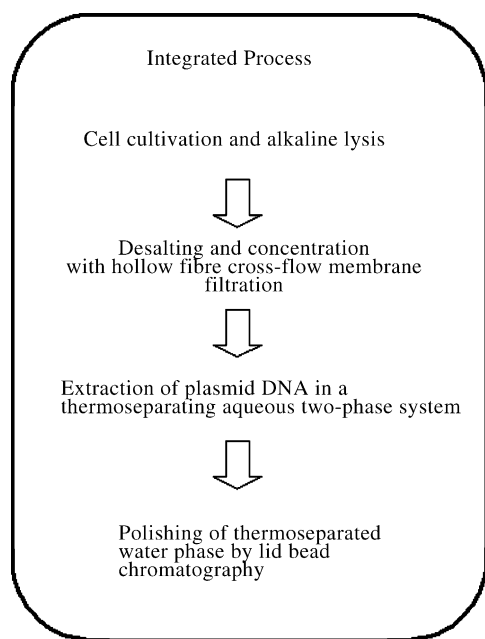 Integrated Process
Cell cultivation and alkaline lysis
Desalting and concentration
with hollow fibre cross-flow membrane
filtration
Extraction of plasmid DNA in a
thermoseparating aqueous two-phase system
Polishing of thermoseparated
water phase by lid bead
chromatography